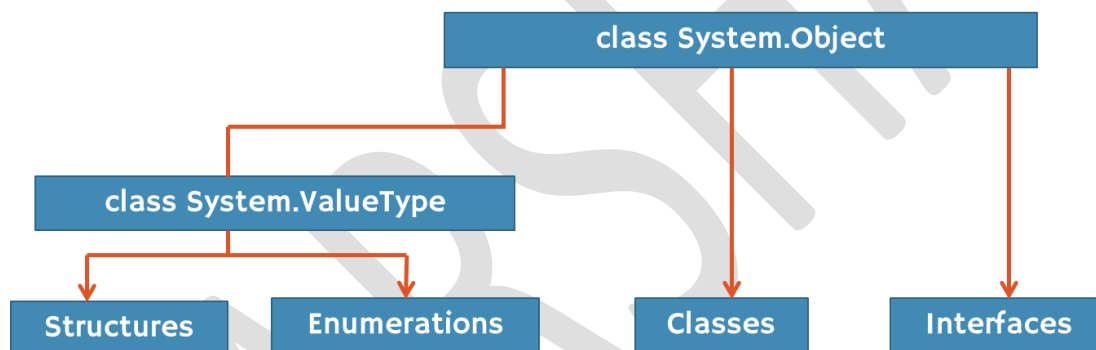 class System.Object
class System.ValueType
Structures
Enumerations
Classes
Interfaces